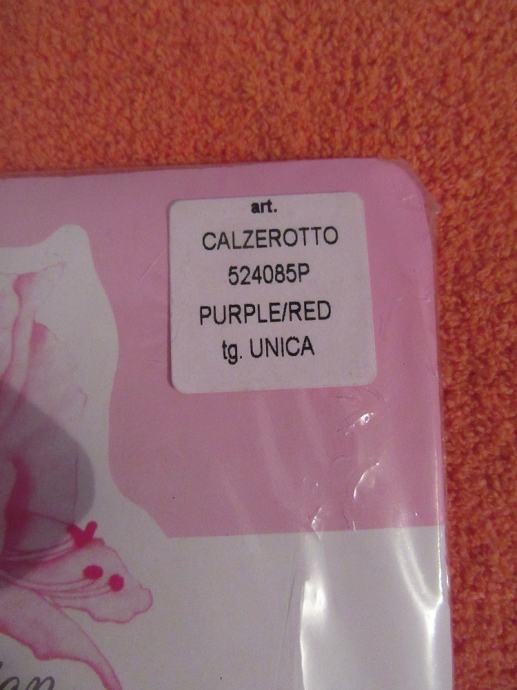 art.
CALZEROTTO
524085P
PURPLE/RED
tg. UNICA